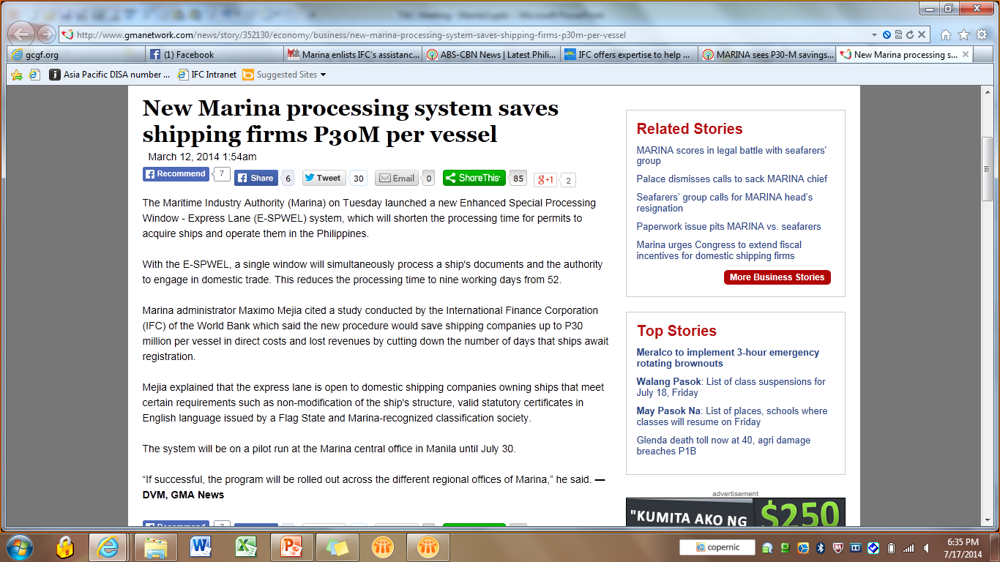 http://www.gmanetwork.com/news/story/352130/economy/business/new-marina-processing-system-saves-shipping-firms-p30m-per-vessel
gcgf.org
(1) Facebook
Marina enlists IFC's assistanc...
ABS-CBN News | Latest Phili...
IFC offers expertise to help ...
MARINA sees P30-M savings...
New Marina processing s...
Asia Pacific DISA number ...
IFC Intranet
Suggested Sites
New Marina processing system saves
shipping firms P30M per vessel
March 12, 2014 1:54am
Recommend 7 Share 6 Tweet 30 Email 0 ShareThis 85 g+1 2
The Maritime Industry Authority (Marina) on Tuesday launched a new Enhanced Special Processing
Window - Express Lane (E-SPWEL) system, which will shorten the processing time for permits to
acquire ships and operate them in the Philippines.
With the E-SPWEL, a single window will simultaneously process a ship's documents and the authority
to engage in domestic trade. This reduces the processing time to nine working days from 52.
Marina administrator Maximo Mejia cited a study conducted by the International Finance Corporation
(IFC) of the World Bank which said the new procedure would save shipping companies up to P30
million per vessel in direct costs and lost revenues by cutting down the number of days that ships await
registration.
Mejia explained that the express lane is open to domestic shipping companies owning ships that meet
certain requirements such as non-modification of the ship's structure, valid statutory certificates in
English language issued by a Flag State and Marina-recognized classification society.
The system will be on a pilot run at the Marina central office in Manila until July 30.
“If successful, the program will be rolled out across the different regional offices of Marina,” he said. —
DVM, GMA News
Related Stories
MARINA scores in legal battle with seafarers'
group
Palace dismisses calls to sack MARINA chief
Seafarers' group calls for MARINA head's
resignation
Paperwork issue pits MARINA vs. seafarers
Marina urges Congress to extend fiscal
incentives for domestic shipping firms
More Business Stories
Top Stories
Meralco to implement 3-hour emergency
rotating brownouts
Walang Pasok: List of class suspensions for
July 18, Friday
May Pasok Na: List of places, schools where
classes will resume on Friday
Glenda death toll now at 40, agri damage
breaches P1B
advertisement
"KUMITA AKO NG $250
copernic
6:35 PM
7/17/2014